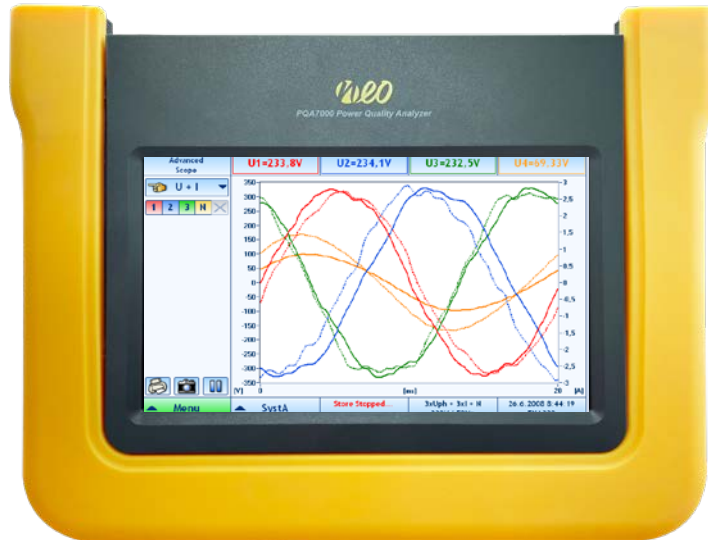 neo
PQA7000 Power Quality Analyzer
Advanced
Scope
U1=233,8V
U2=234,1V
U3=232,5V
U4=69,33V
U + I
1 2 3 N
350
300
250
200
150
100
50
0
-50
-100
-150
-200
-250
-300
-350
3
2,5
2
1,5
1
0,5
0
-0,5
-1
-1,5
-2
-2,5
-3
[V] 0 [ms] 20 [A]
Menu
SystA
Store Stopped...
3xUph + 3xI + N
26.6.2008 8:44:19